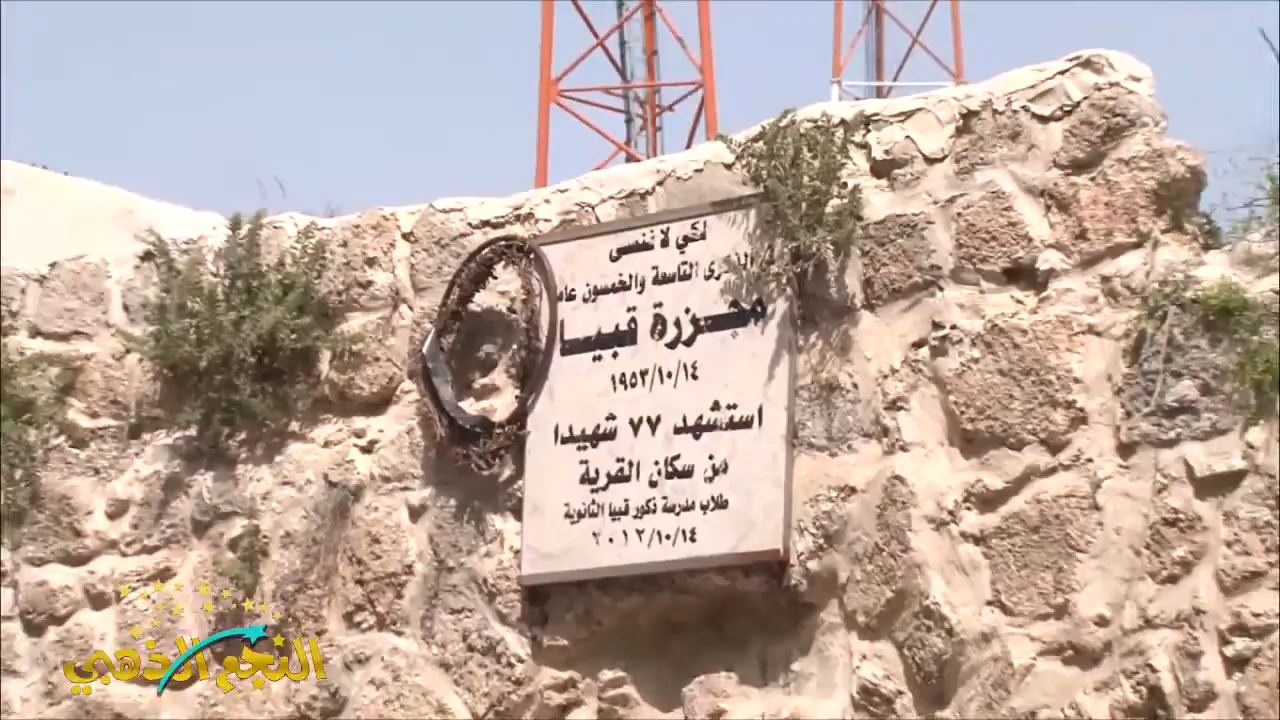 لكي لا ننسى
الذكرى التاسعة والخمسون عام
مجزرة قبيا
١٩٥٣/١٠/١٤
استشهد ٧٧ شهيدا
من سكان القرية
طلاب مدرسة ذكور قبيا الثانوية
٢٠١٢/١٠/١٤
النجم الذهبي